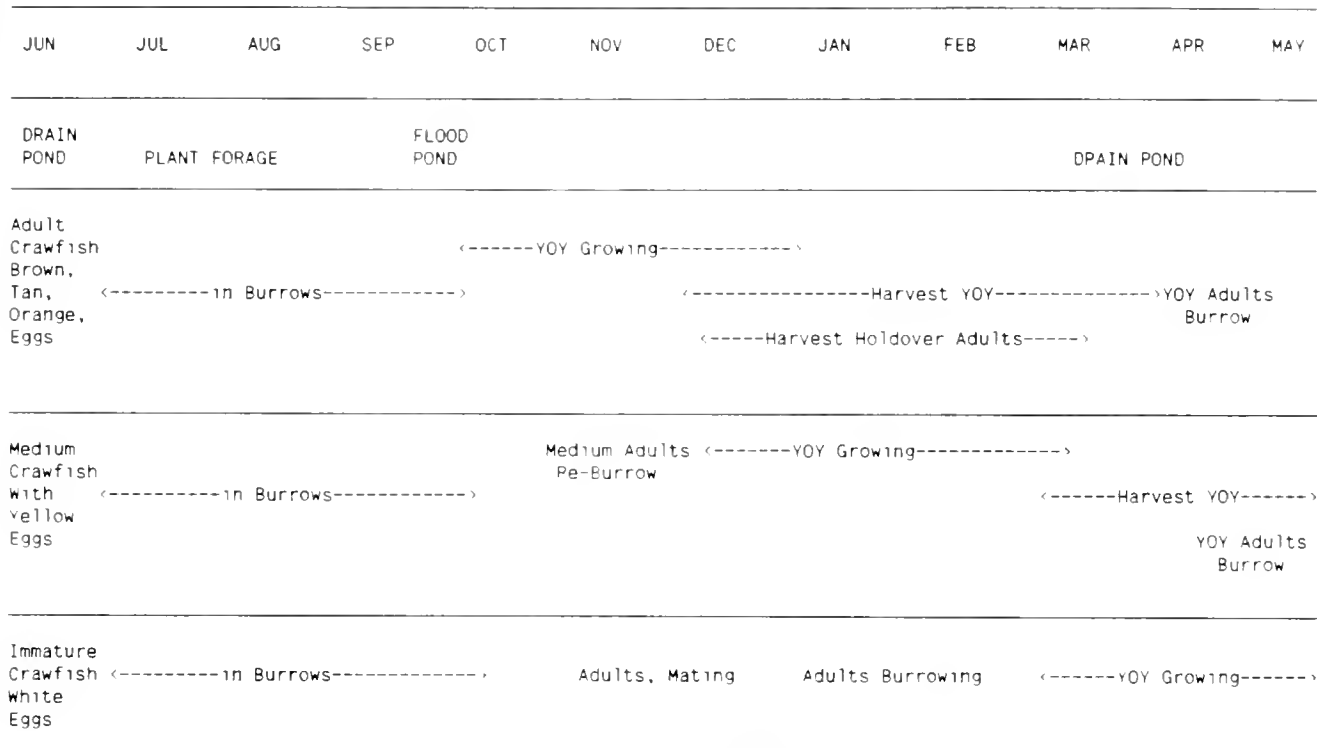 JUN JUL AUG SEP OCT NOV DEC JAN FEB MAR APR MAY
DRAIN FLOOD
POND PLANT FORAGE POND DPAIN POND
Adult
Crawfish <------YOY Growing------------>
Brown,
Tan, <----------in Burrows------------> <-----------------Harvest YOY--------------->YOY Adults
Orange, Burrow
Eggs <-----Harvest Holdover Adults----->
Medium Medium Adults <-------YOY Growing------------->
Crawfish Pe-Burrow
With <-----------in Burrows------------> <------Harvest YOY------>
Yellow
Eggs YOY Adults
Burrow
Immature
Crawfish <---------in Burrows--------------> Adults, Mating Adults Burrowing <------YOY Growing------>
White
Eggs